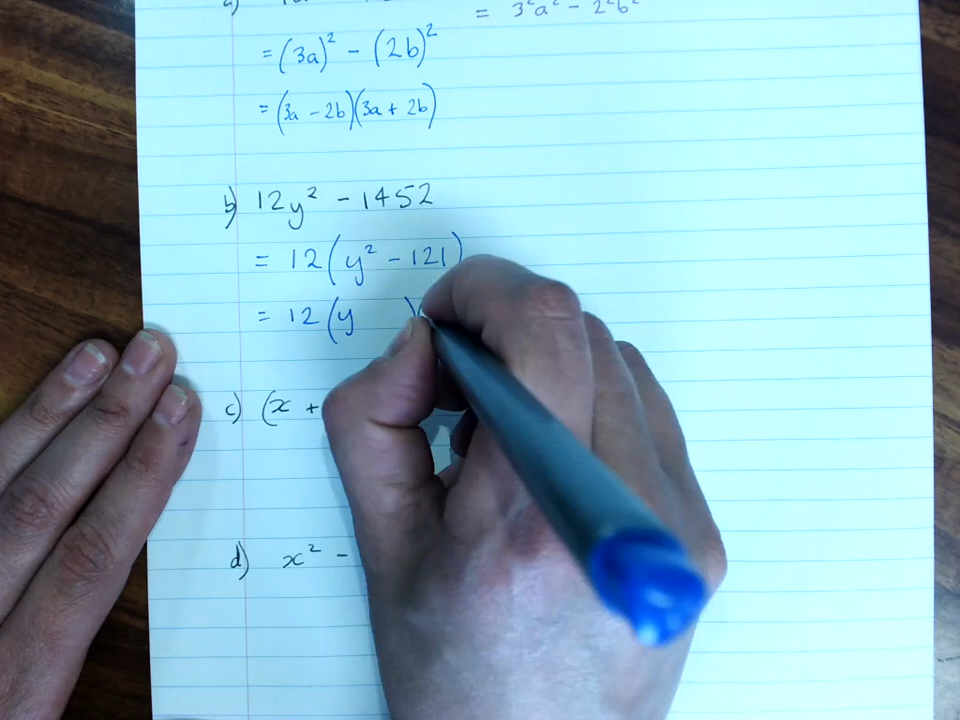 a) = 3²a² - 2²b²
= (3a)² - (2b)²
= (3a - 2b)(3a + 2b)
b) 12y² - 1452
= 12(y² - 121)
= 12(y )(
c) (x +
d) x² -